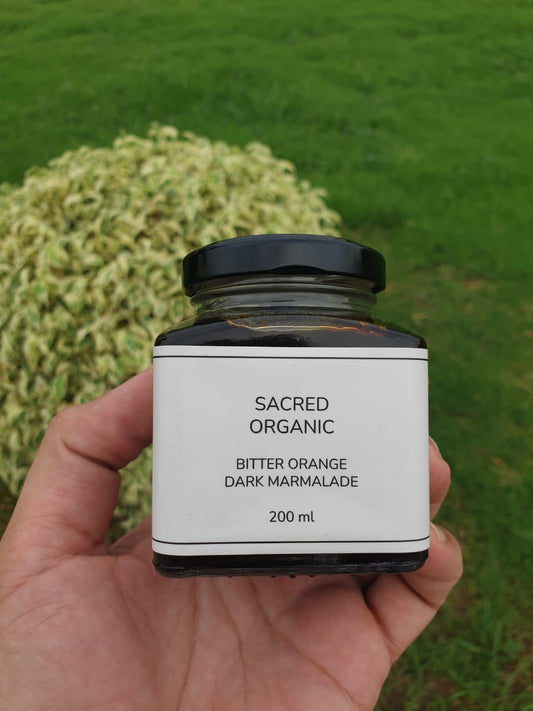 SACRED
ORGANIC
BITTER ORANGE
DARK MARMALADE
200 ml